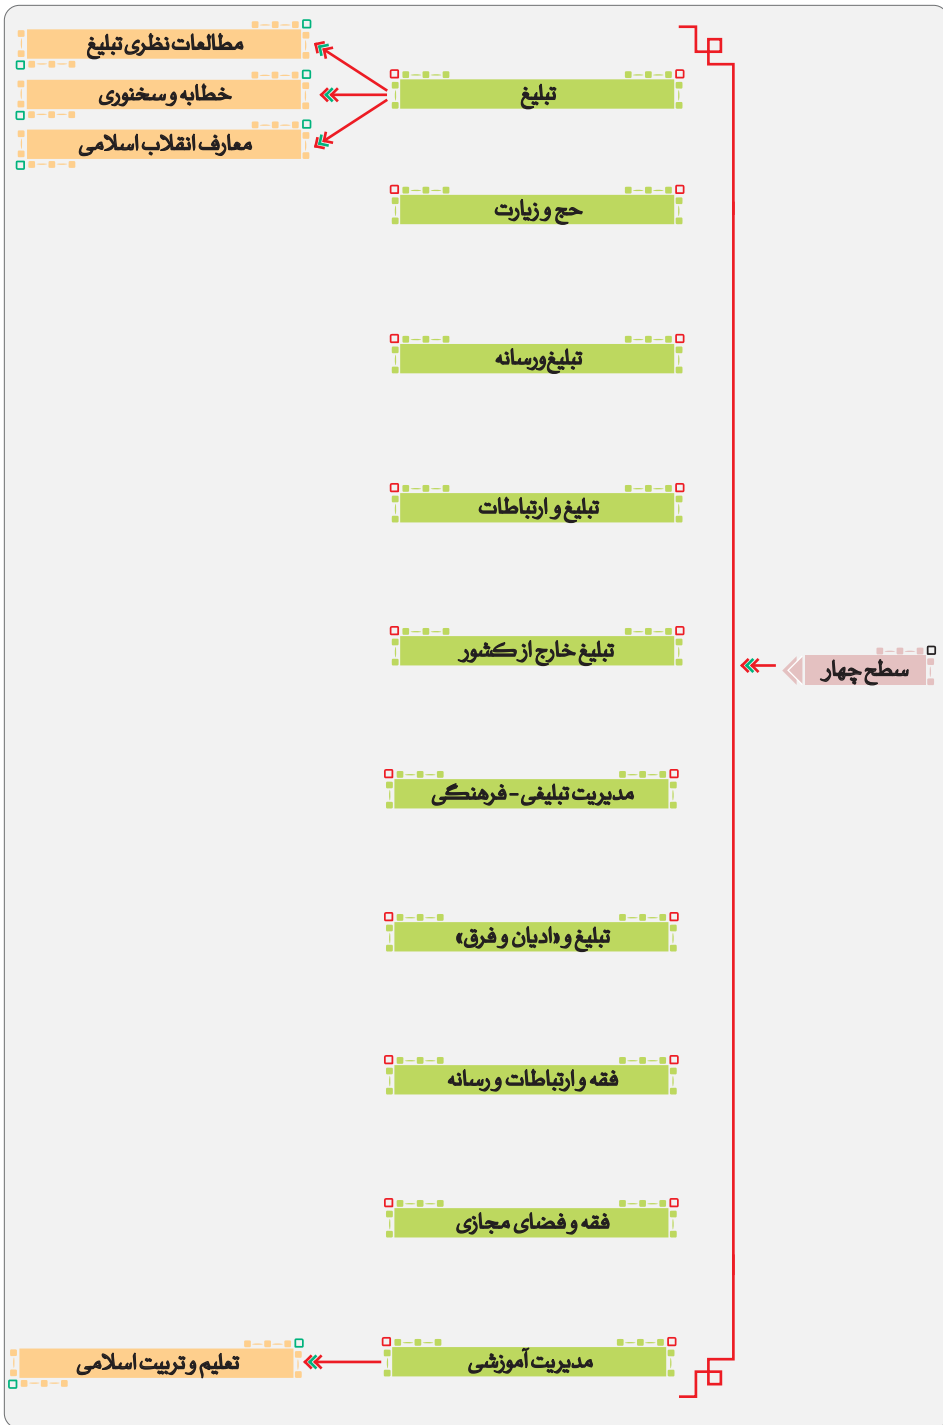 سطح چهار
تبلیغ
مطالعات نظری تبلیغ
خطابه و سخنوری
معارف انقلاب اسلامی
حج و زیارت
تبلیغ‌ورسانه
تبلیغ و ارتباطات
تبلیغ خارج از کشور
مدیریت تبلیغی - فرهنگی
تبلیغ و «ادیان و فرق»
فقه و ارتباطات و رسانه
فقه و فضای مجازی
مدیریت آموزشی
تعلیم و تربیت اسلامی